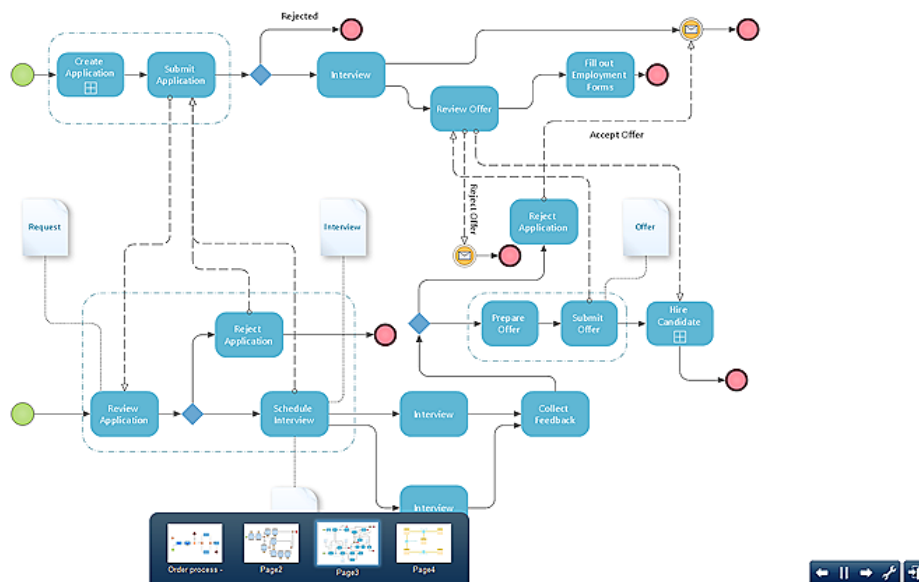 Rejected
Create
Application
Submit
Application
Interview
Fill out
Employment
Forms
Review Offer
Accept Offer
Reject Offer
Request
Interview
Reject
Application
Offer
Reject
Application
Prepare
Offer
Submit
Offer
Hire
Candidate
Review
Application
Schedule
Interview
Interview
Collect
Feedback
Interview
Order process -
Page2
Page3
Page4